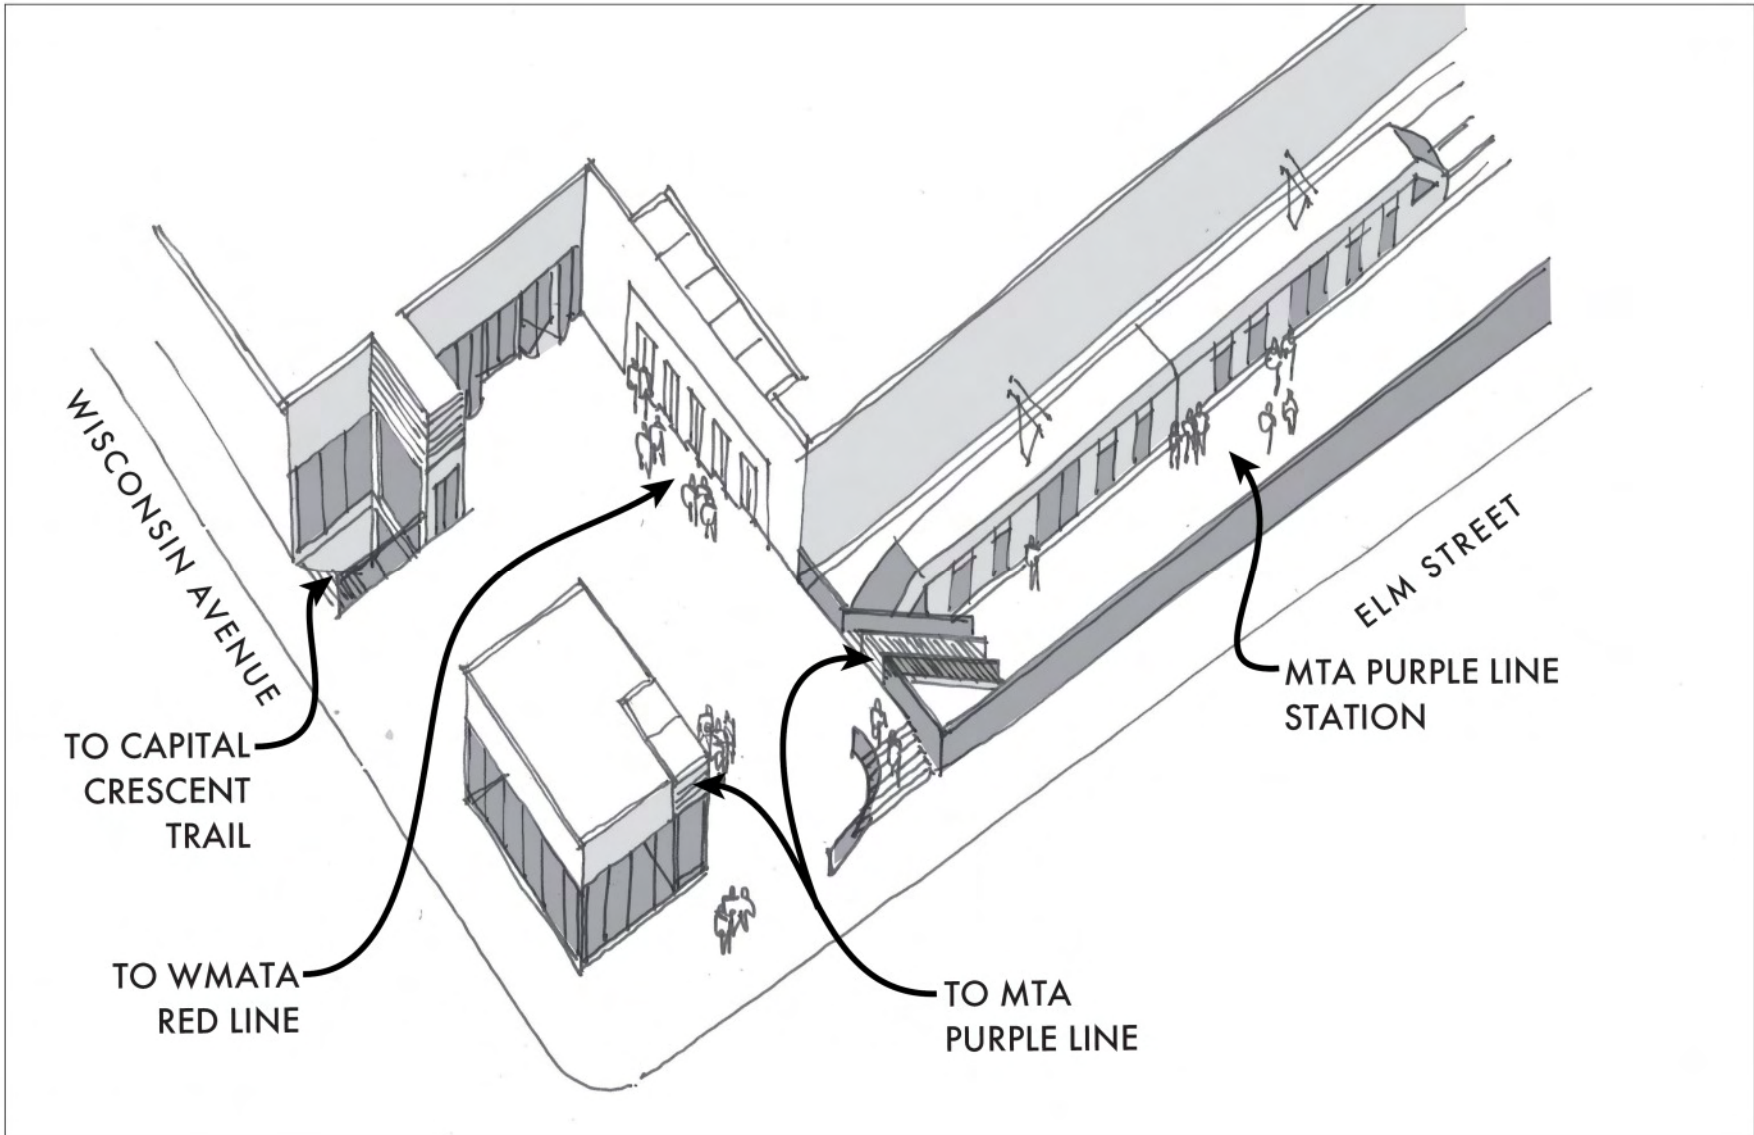 WISCONSIN AVENUE
ELM STREET
MTA PURPLE LINE
STATION
TO CAPITAL
CRESCENT
TRAIL
TO WMATA
RED LINE
TO MTA
PURPLE LINE